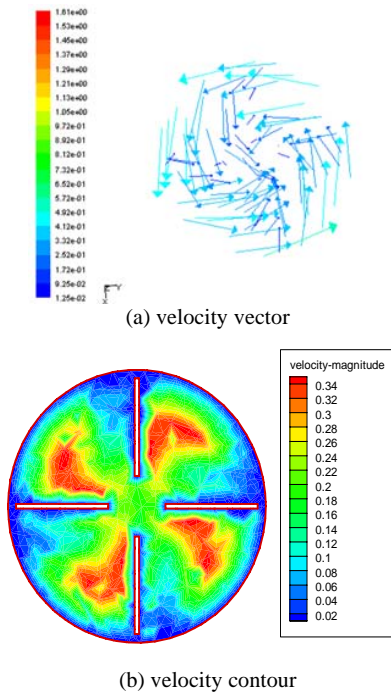 1.61e+00
1.53e+00
1.45e+00
1.37e+00
1.29e+00
1.21e+00
1.13e+00
1.05e+00
9.72e-01
8.92e-01
8.12e-01
7.32e-01
6.52e-01
5.72e-01
4.92e-01
4.12e-01
3.32e-01
2.52e-01
1.72e-01
9.25e-02
1.25e-02
Y
X
(a) velocity vector
velocity-magnitude
0.34
0.32
0.3
0.28
0.26
0.24
0.22
0.2
0.18
0.16
0.14
0.12
0.1
0.08
0.06
0.04
0.02
(b) velocity contour